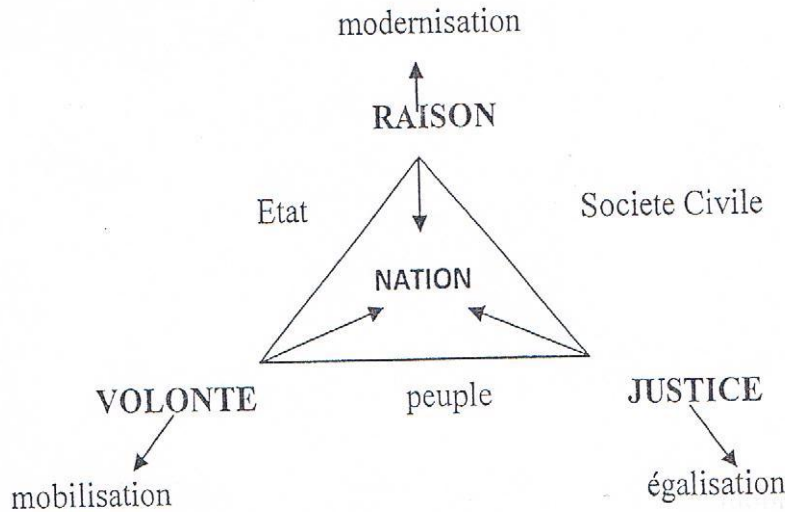 modernisation
RAISON
Etat
Societe Civile
NATION
VOLONTE
peuple
JUSTICE
mobilisation
égalisation